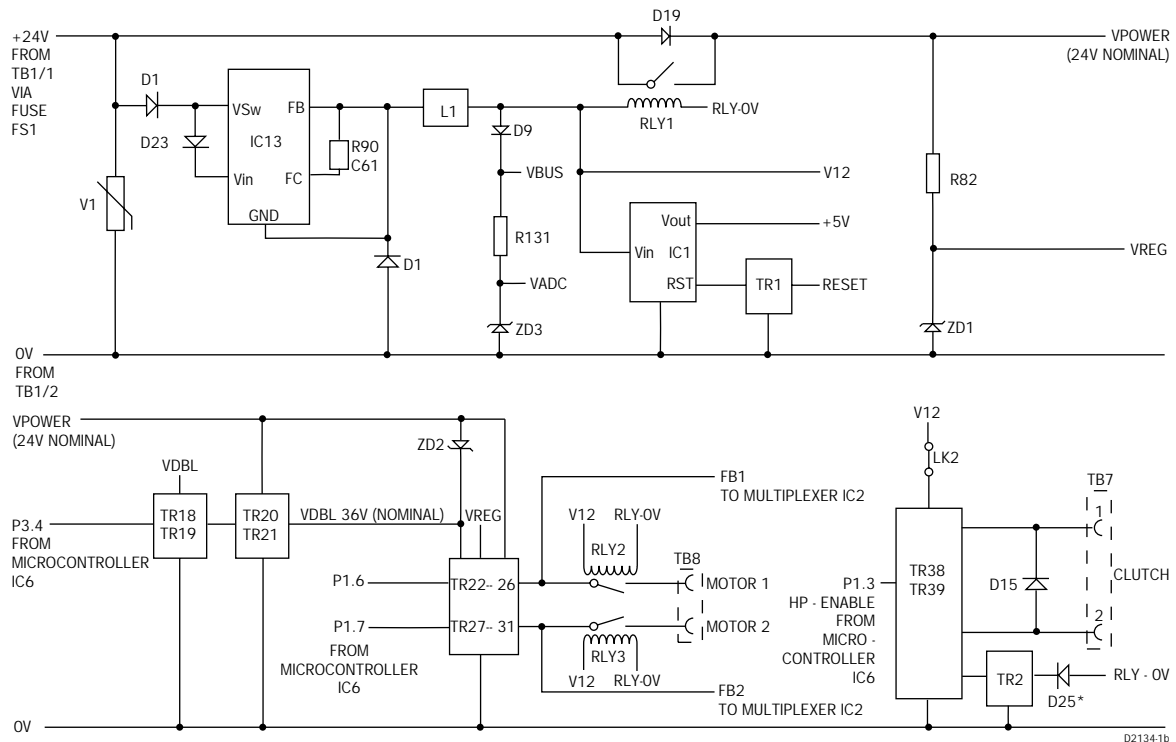 +24V
FROM
TB1/1
VIA
FUSE
FS1
D19
VPOWER
(24V NOMINAL)
D1
D23
VSw
FB
IC13
Vin
FC
GND
R90
C61
L1
RLY1
RLY-0V
D9
VBUS
V12
R82
V1
R131
Vout
+5V
Vin
IC1
RST
TR1
RESET
VREG
D1
VADC
ZD3
ZD1
0V
FROM
TB1/2
VPOWER
(24V NOMINAL)
VDBL
ZD2
TR18
TR19
TR20
TR21
VDBL 36V (NOMINAL)
VREG
P3.4
FROM
MICROCONTROLLER
IC6
FB1
TO MULTIPLEXER IC2
V12
RLY-0V
RLY2
TB8
P1.6
TR22-- 26
MOTOR 1
P1.7
TR27-- 31
MOTOR 2
FROM
MICROCONTROLLER
IC6
RLY3
V12
RLY-0V
FB2
TO MULTIPLEXER IC2
V12
LK2
TB7
1
P1.3
HP - ENABLE
FROM
MICRO -
CONTROLLER
IC6
TR38
TR39
D15
CLUTCH
2
TR2
D25*
RLY - 0V
0V
D2134-1b